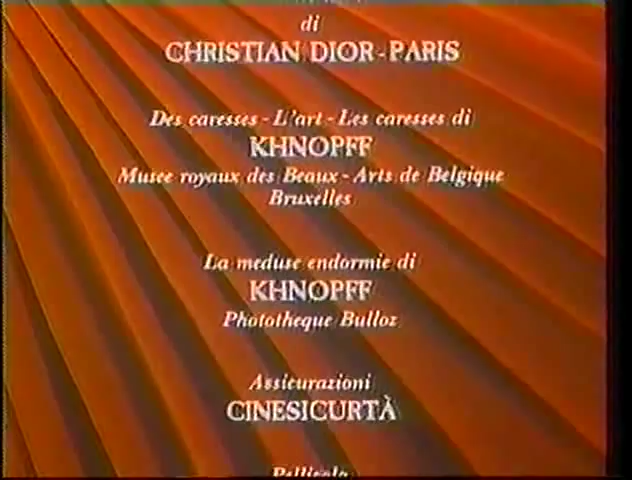 di
CHRISTIAN DIOR - PARIS
Des caresses - L'art - Les caresses di
KHNOPFF
Musee royaux des Beaux - Arts de Belgique
Bruxelles
La meduse endormie di
KHNOPFF
Phototheque Bulloz
Assicurazioni
CINESICURTÀ
Pellicola